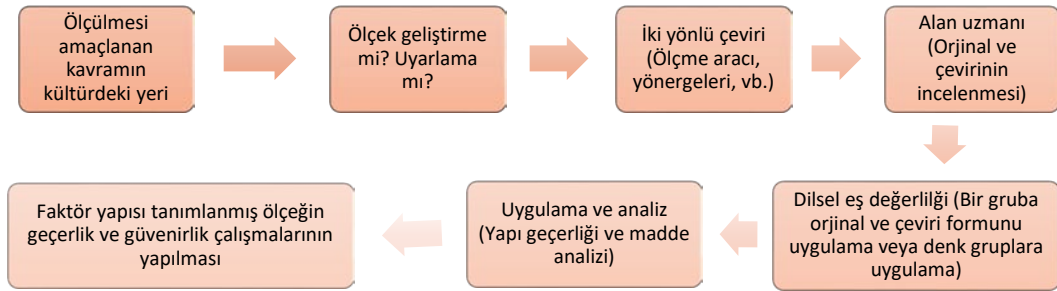 Ölçülmesi
amaçlanan
kavramın
kültürdeki yeri
Ölçek geliştirme
mi? Uyarlama
mı?
İki yönlü çeviri
(Ölçme aracı,
yönergeleri, vb.)
Alan uzmanı
(Orjinal ve
çevirinin
incelenmesi)
Dilsel eş değerlilği (Bir gruba
orjinal ve çeviri formunu
uygulama veya denk gruplara
uygulama)
Uygulama ve analiz
(Yapı geçerliği ve madde
analizi)
Faktör yapısı tanımlanmış ölçeğin
geçerlik ve güvenirlik çalışmalarının
yapılması